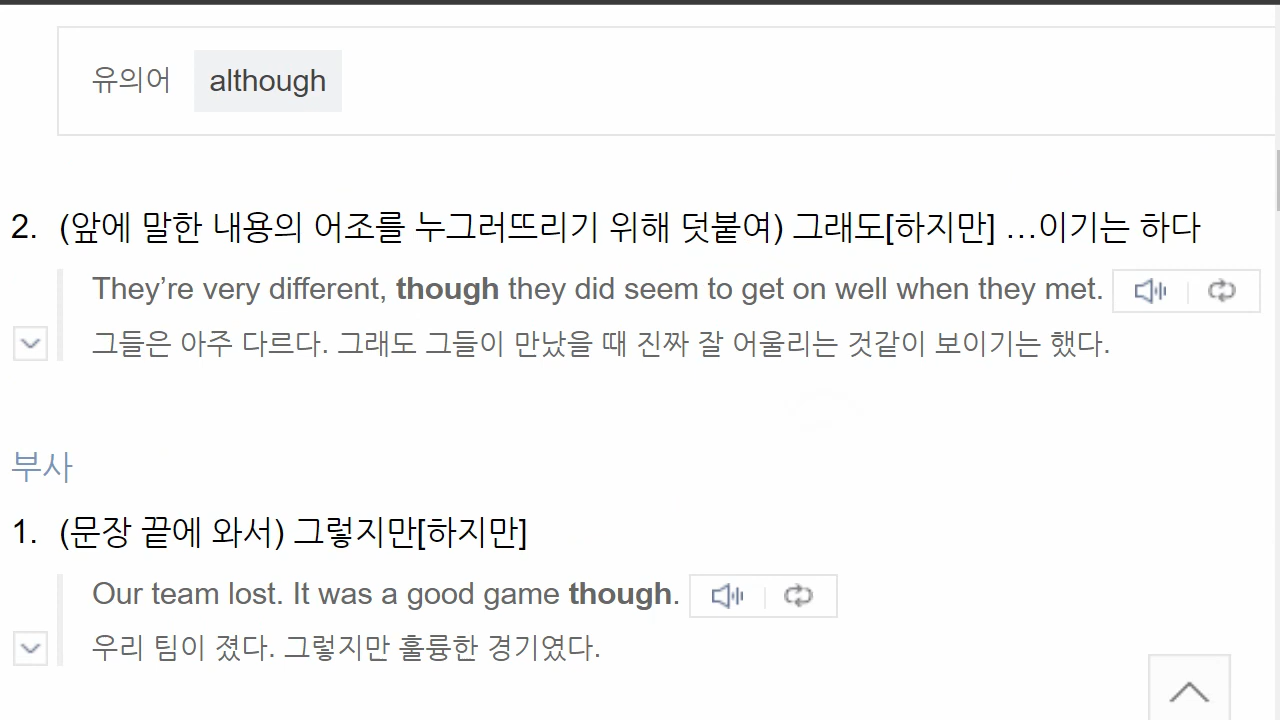 유의어 although
2. (앞에 말한 내용의 어조를 누그러뜨리기 위해 덧붙여) 그래도[하지만] …이기는 하다
They’re very different, though they did seem to get on well when they met.
그들은 아주 다르다. 그래도 그들이 만났을 때 진짜 잘 어울리는 것같이 보이기는 했다.
부사
1. (문장 끝에 와서) 그렇지만[하지만]
Our team lost. It was a good game though.
우리 팀이 졌다. 그렇지만 훌륭한 경기였다.